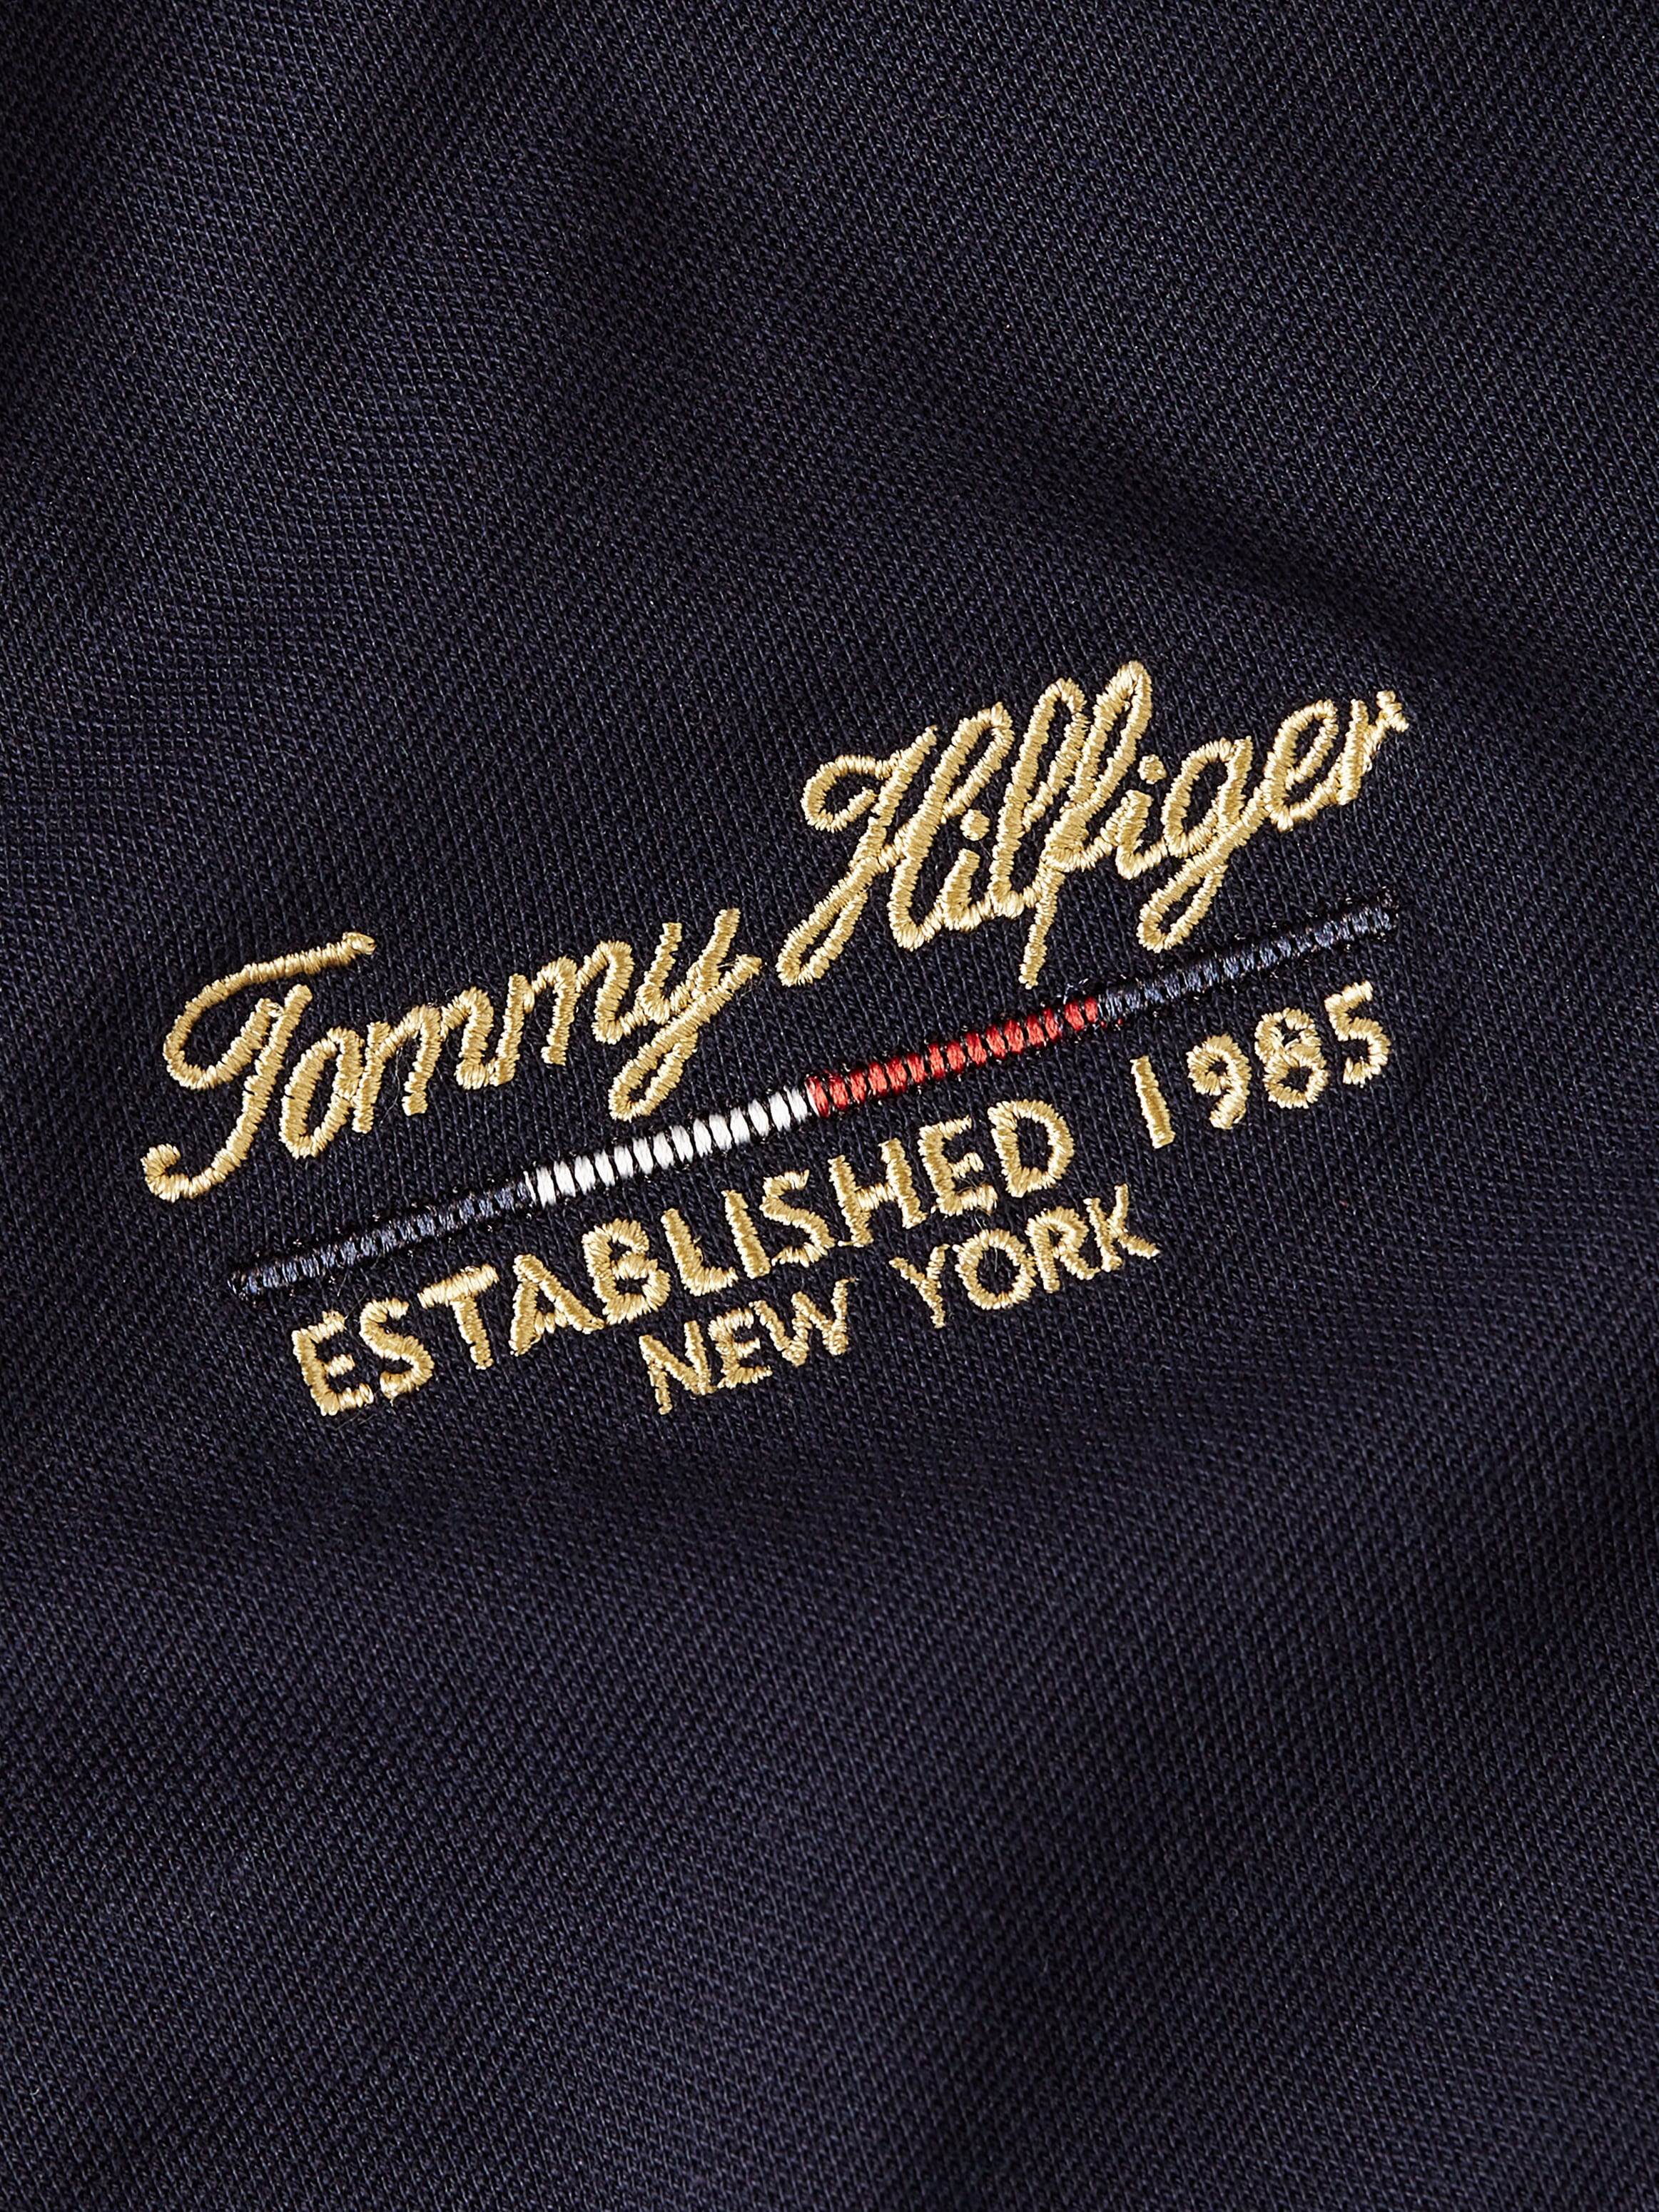 Tommy Hilfiger
ESTABLISHED 1985
NEW YORK